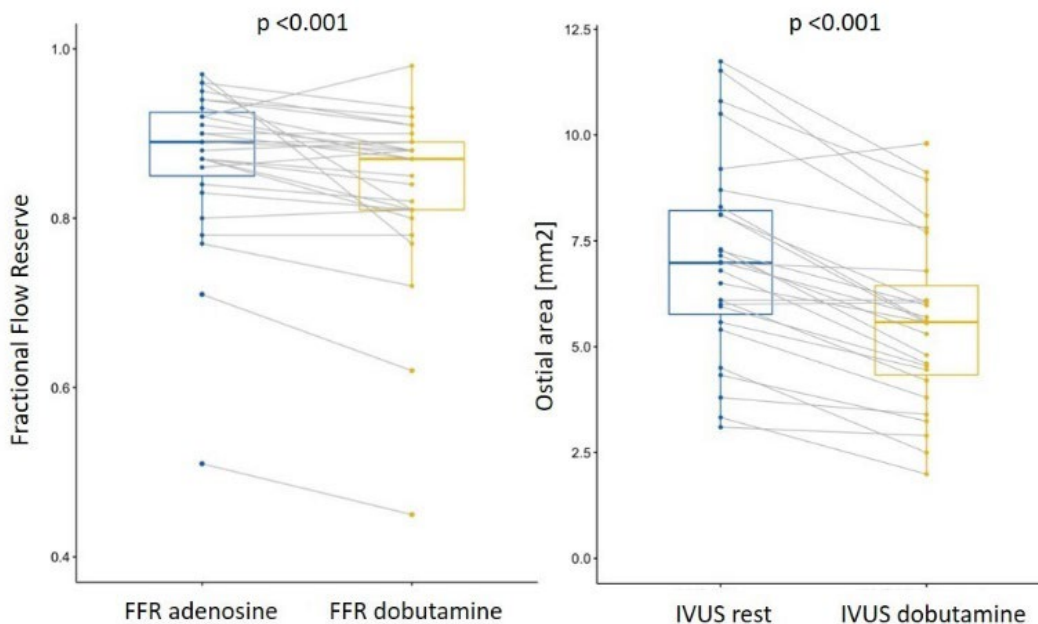 p <0.001
Fractional Flow Reserve
1.0
0.8
0.6
0.4
FFR adenosine
FFR dobutamine
p <0.001
Ostial area [mm2]
12.5
10.0
7.5
5.0
2.5
0.0
IVUS rest
IVUS dobutamine